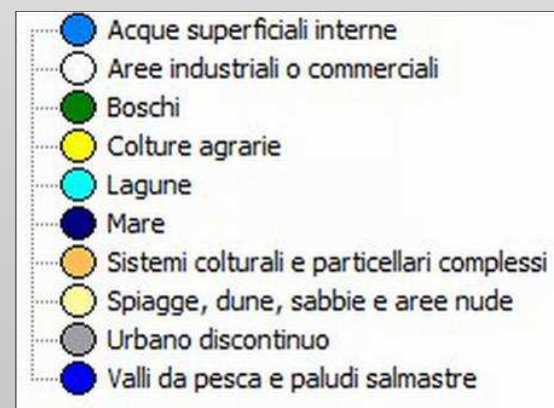 Acque superficiali interne
Aree industriali o commerciali
Boschi
Colture agrarie
Lagune
Mare
Sistemi colturali e particellari complessi
Spiagge, dune, sabbie e aree nude
Urbano discontinuo
Valli da pesca e paludi salmastre